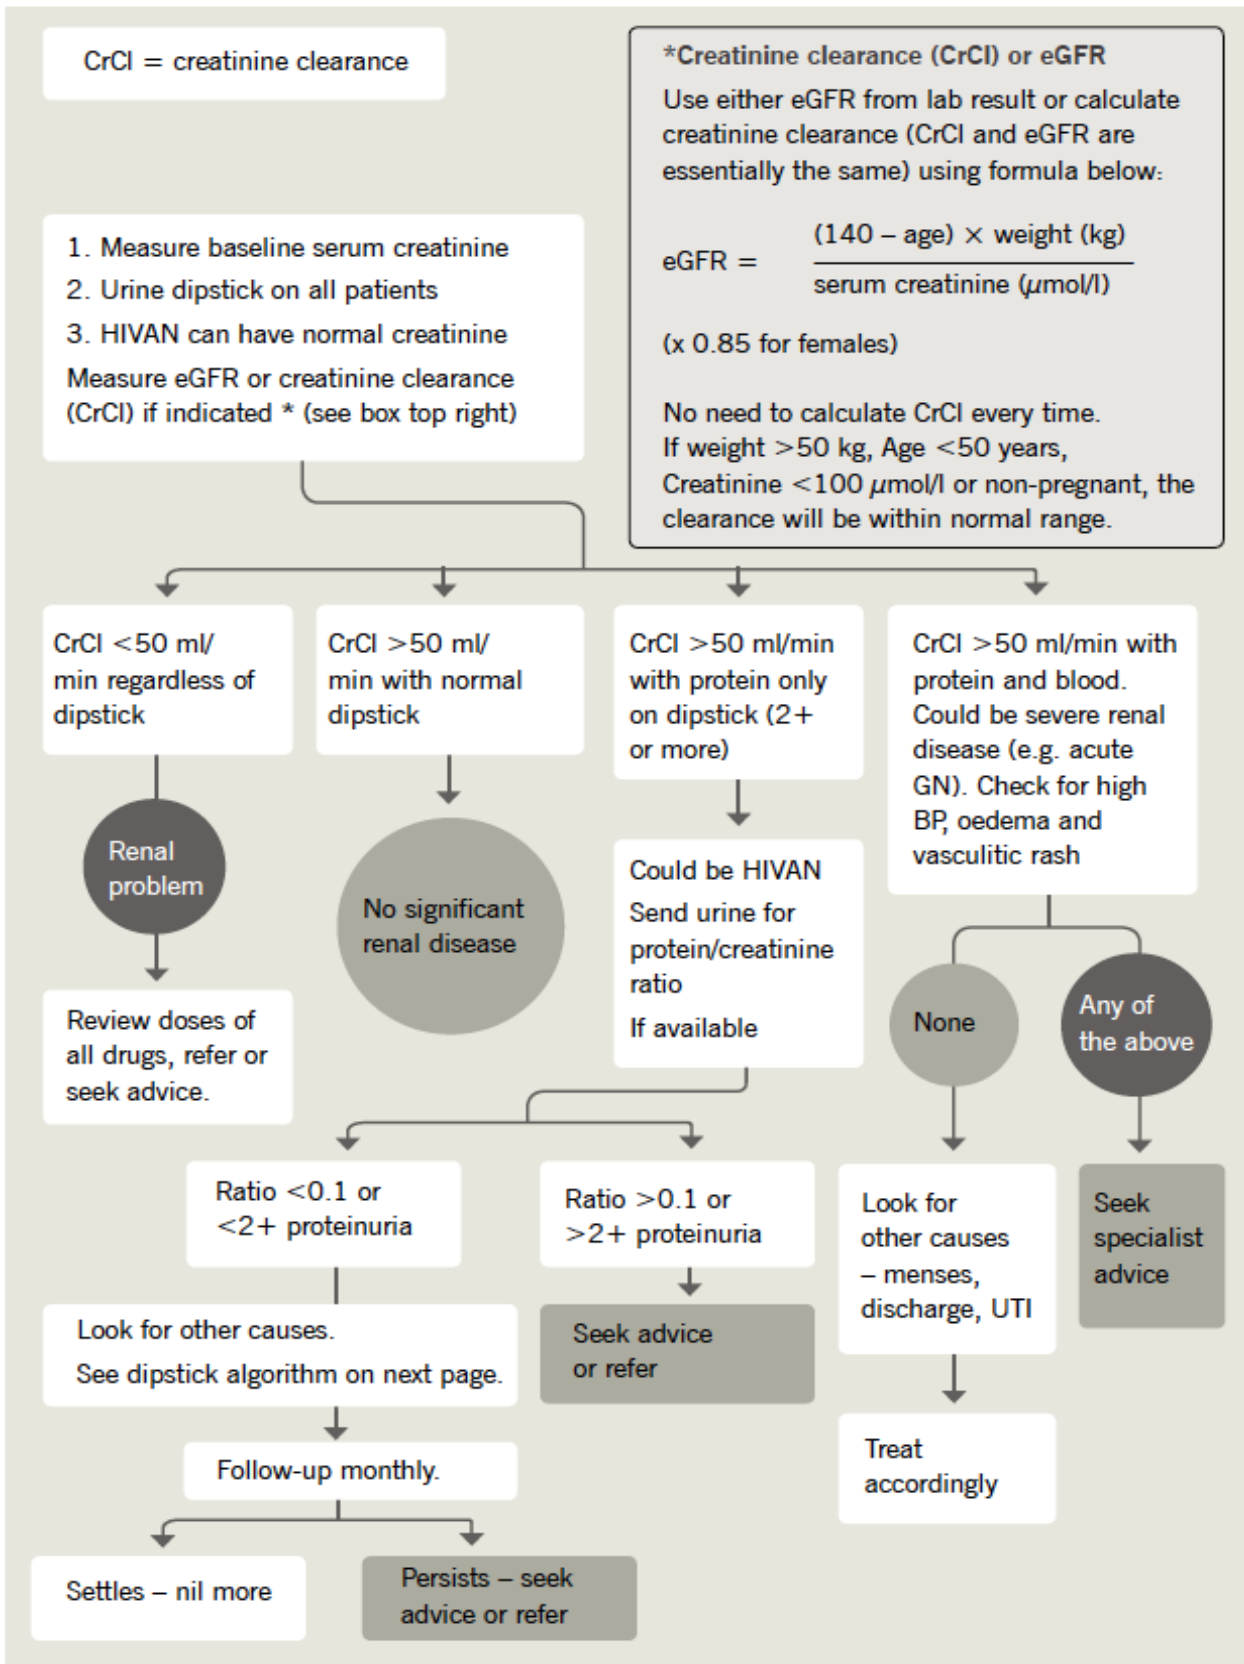 CrCl = creatinine clearance
*Creatinine clearance (CrCl) or eGFR
Use either eGFR from lab result or calculate
creatinine clearance (CrCl and eGFR are
essentially the same) using formula below:
eGFR =
(140 – age) × weight (kg)
serum creatinine (µmol/l)
(x 0.85 for females)
No need to calculate CrCl every time.
If weight >50 kg, Age <50 years,
Creatinine <100 µmol/l or non-pregnant, the
clearance will be within normal range.
1. Measure baseline serum creatinine
2. Urine dipstick on all patients
3. HIVAN can have normal creatinine
Measure eGFR or creatinine clearance
(CrCl) if indicated * (see box top right)
CrCl <50 ml/
min regardless of
dipstick
Renal
problem
Review doses of
all drugs, refer or
seek advice.
CrCl >50 ml/
min with normal
dipstick
No significant
renal disease
CrCl >50 ml/min
with protein only
on dipstick (2+
or more)
Could be HIVAN
Send urine for
protein/creatinine
ratio
If available
Ratio <0.1 or
<2+ proteinuria
Look for other causes.
See dipstick algorithm on next page.
Follow-up monthly.
Settles – nil more
Persists – seek
advice or refer
Ratio >0.1 or
>2+ proteinuria
Seek advice
or refer
CrCl >50 ml/min with
protein and blood.
Could be severe renal
disease (e.g. acute
GN). Check for high
BP, oedema and
vasculitic rash
None
Look for
other causes
– menses,
discharge, UTI
Treat
accordingly
Any of
the above
Seek
specialist
advice